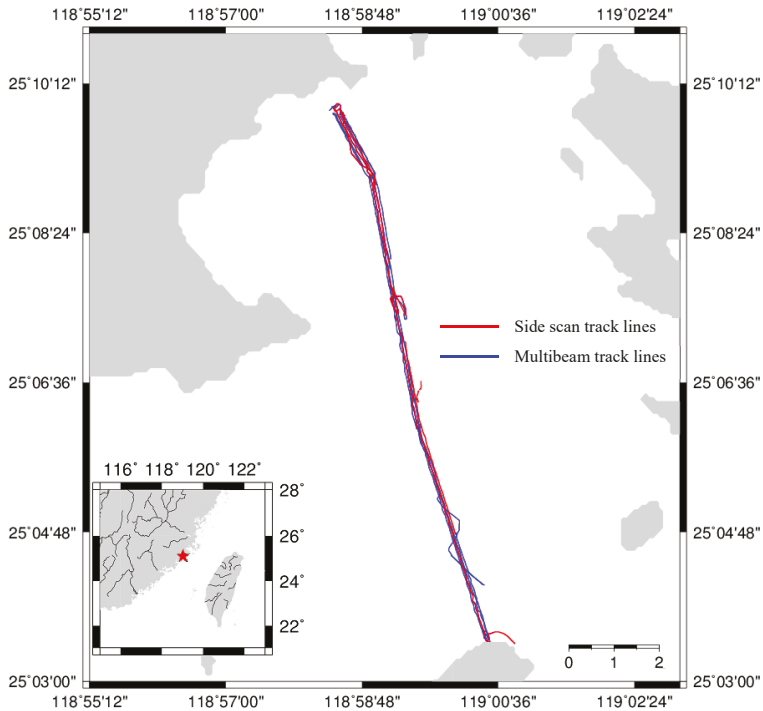 118°55'12" 118°57'00" 118°58'48" 119°00'36" 119°02'24"
25°10'12" 25°10'12"
25°08'24" 25°08'24"
Side scan track lines
Multibeam track lines
25°06'36" 25°06'36"
116° 118° 120° 122°
28°
26°
25°04'48" 25°04'48"
24°
22°
0 1 2
25°03'00" 25°03'00"
118°55'12" 118°57'00" 118°58'48" 119°00'36" 119°02'24"